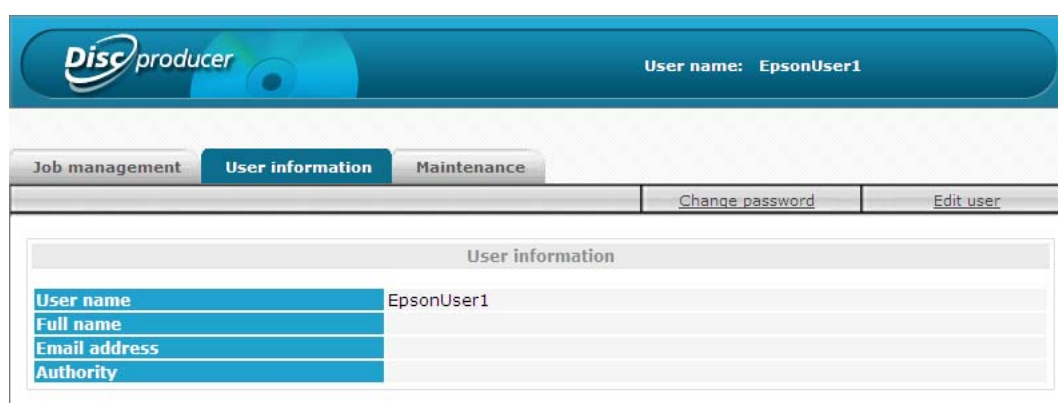 Disc producer
User name: EpsonUser1
Job management User information Maintenance
Change password Edit user
User information
User name EpsonUser1
Full name
Email address
Authority